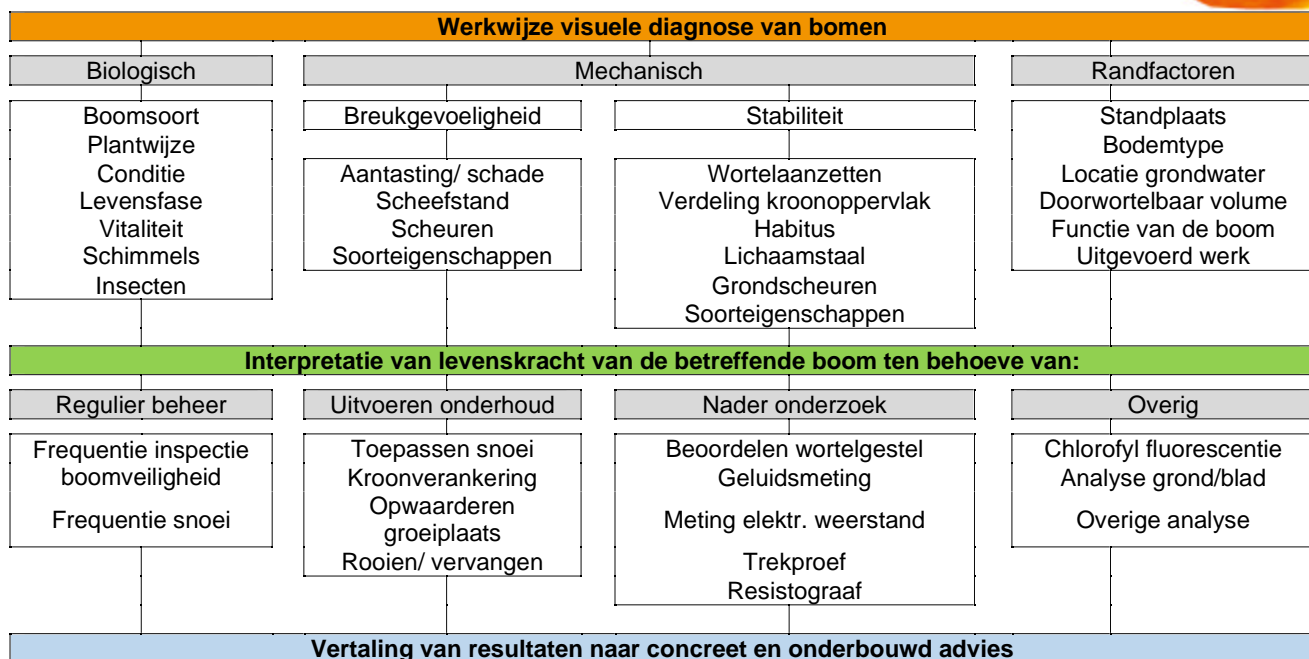 Werkwijze visuele diagnose van bomen
Biologisch
Mechanisch
Randfactoren
Boomsoort
Plantwijze
Conditie
Levensfase
Vitaliteit
Schimmels
Insecten
Breukgevoeligheid
Aantasting/ schade
Scheefstand
Scheuren
Soorteigenschappen
Stabiliteit
Wortelaanzetten
Verdeling kroonoppervlak
Habitus
Lichaamstaal
Grondscheuren
Soorteigenschappen
Standplaats
Bodemtype
Locatie grondwater
Doorwortelbaar volume
Functie van de boom
Uitgevoerd werk
Interpretatie van levenskracht van de betreffende boom ten behoeve van:
Regulier beheer
Uitvoeren onderhoud
Nader onderzoek
Overig
Frequentie inspectie
boomveiligheid
Frequentie snoei
Toepassen snoei
Kroonverankering
Opwaarderen
groeiplaats
Rooien/ vervangen
Beoordelen wortelgestel
Geluidsmeting
Meting elektr. weerstand
Trekproef
Resistograaf
Chlorofyl fluorescentie
Analyse grond/blad
Overige analyse
Vertaling van resultaten naar concreet en onderbouwd advies